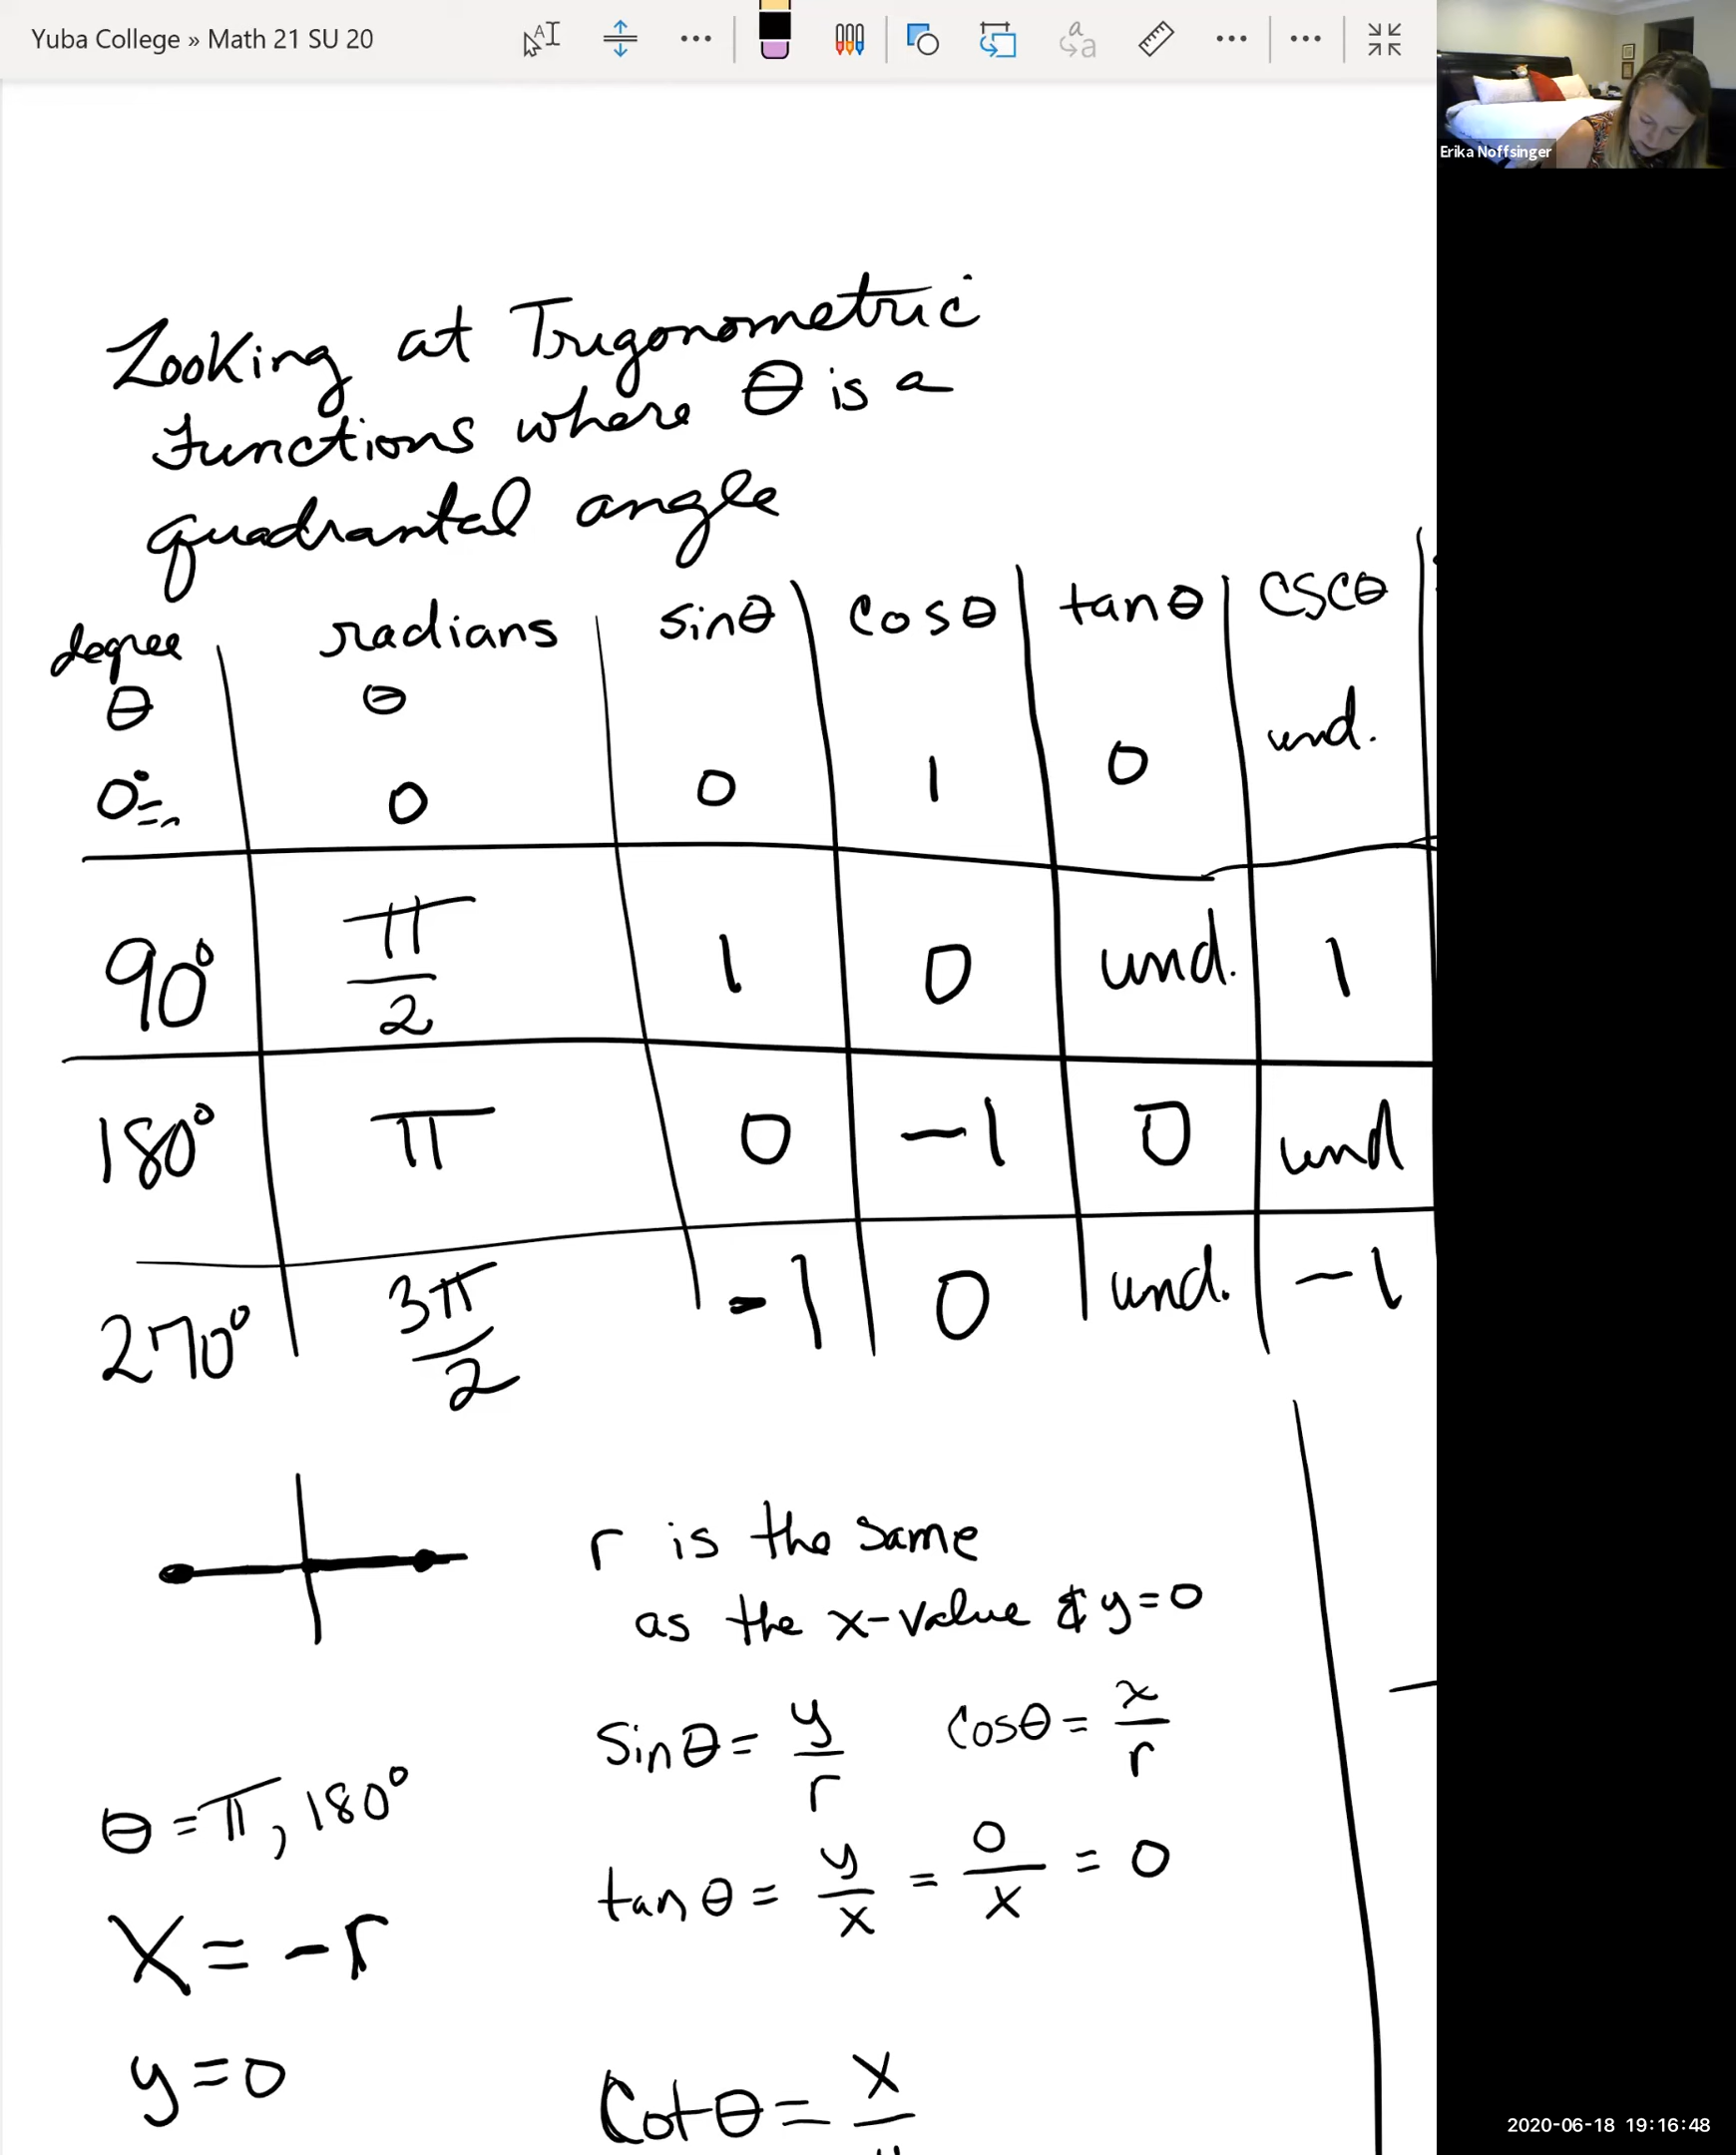 Yuba College » Math 21 SU 20
Erika Noffsinger
Looking at Trigonometric
Functions where θ is a
quadrantal angle
degree θ radians θ sinθ cosθ tanθ cscθ
0° 0 0 1 0 und.
90° π/2 1 0 und. 1
180° π 0 -1 0 und
270° 3π/2 -1 0 und. -1
r is the same
as the x-value & y=0
sinθ = y/r cosθ = x/r
θ = π, 180°
tanθ = y/x = 0/x = 0
x = -r
y = 0
cotθ = x
2020-06-18 19:16:48